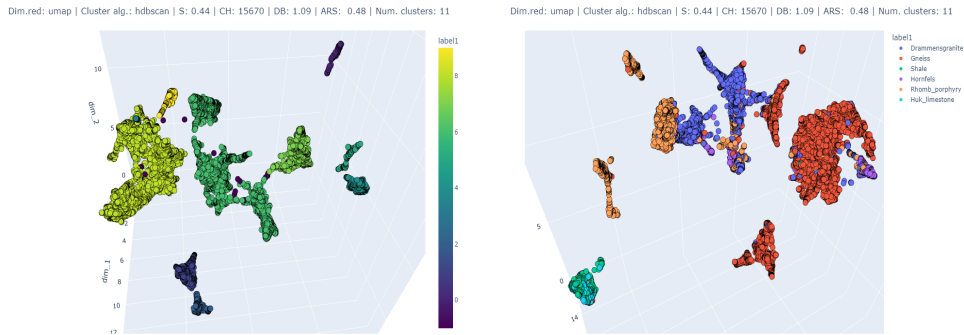 Dim.red: umap | Cluster alg.: hdbscan | S: 0.44 | CH: 15670 | DB: 1.09 | ARS: 0.48 | Num. clusters: 11
label1
10
dim_2
5
0
2
4
6
8
10
12
dim_1
8
6
4
2
0
Dim.red: umap | Cluster alg.: hdbscan | S: 0.44 | CH: 15670 | DB: 1.09 | ARS: 0.48 | Num. clusters: 11
label1
Drammensgranite
Gneiss
Shale
Hornfels
Rhomb_porphyry
Huk_limestone
5
0
14